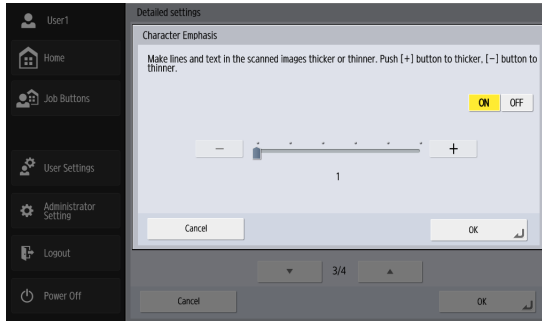 User1
Home
Job Buttons
User Settings
Administrator
Setting
Logout
Power Off
Detailed settings
Character Emphasis
Make lines and text in the scanned images thicker or thinner. Push [+] button to thicker, [−] button to
thinner.
ON OFF
− +
1
Cancel OK
3/4
Cancel OK